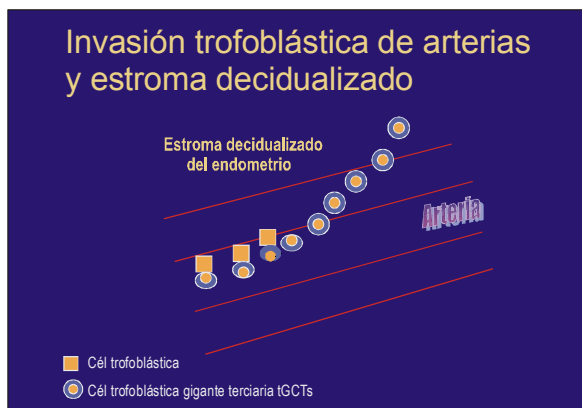 Invasión trofoblástica de arterias
y estroma decidualizado
Estroma decidualizado
del endometrio
Arteria
Cél trofoblástica
Cél trofoblástica gigante terciaria tGCTs